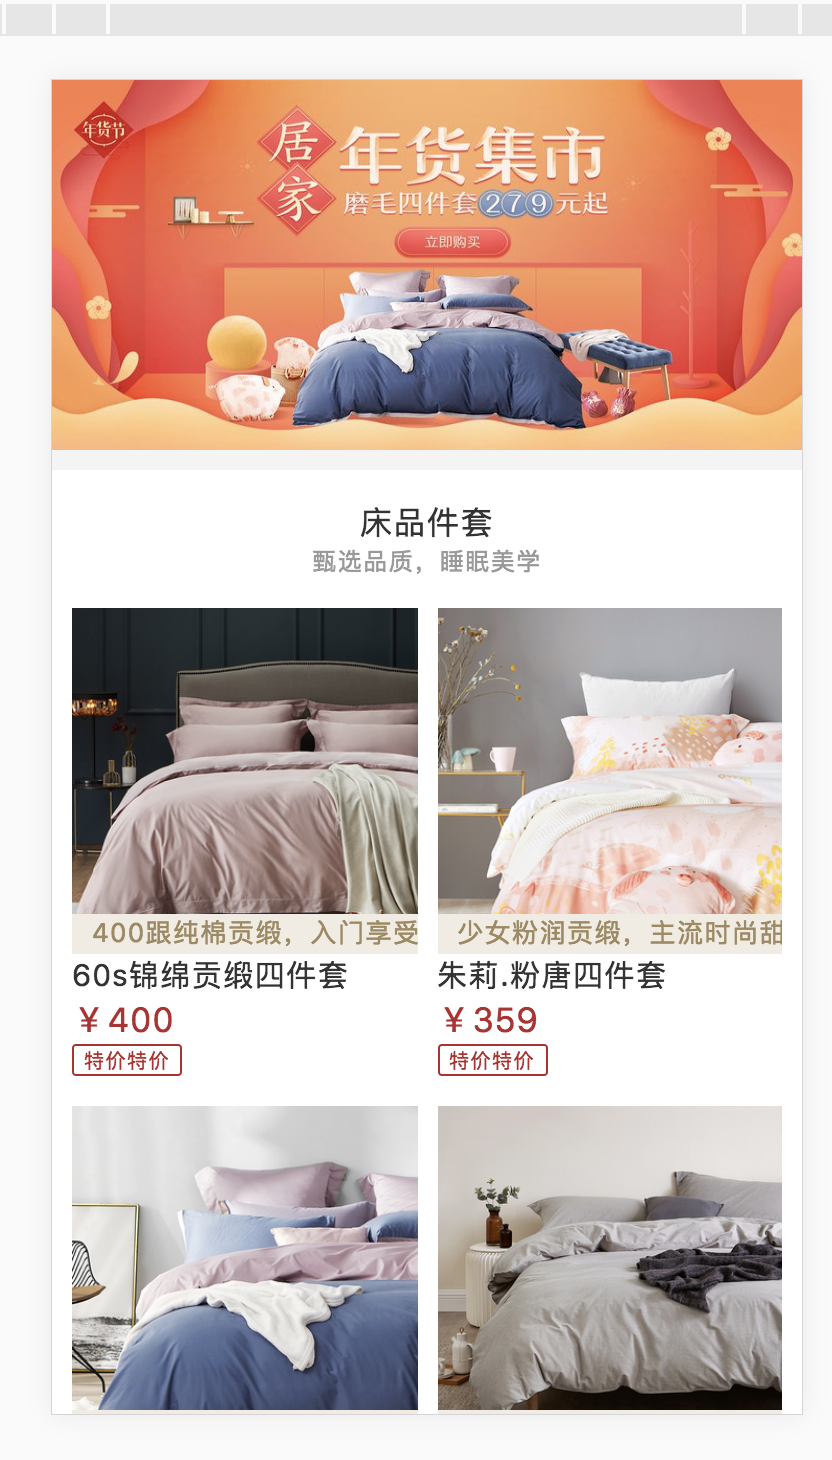 年货节
居家
年货集市
磨毛四件套279元起
立即购买
床品件套
甄选品质，睡眠美学
400跟纯棉贡缎，入门享受
少女粉润贡缎，主流时尚甜
60s锦绵贡缎四件套
朱莉.粉唐四件套
￥400
￥359
特价特价
特价特价